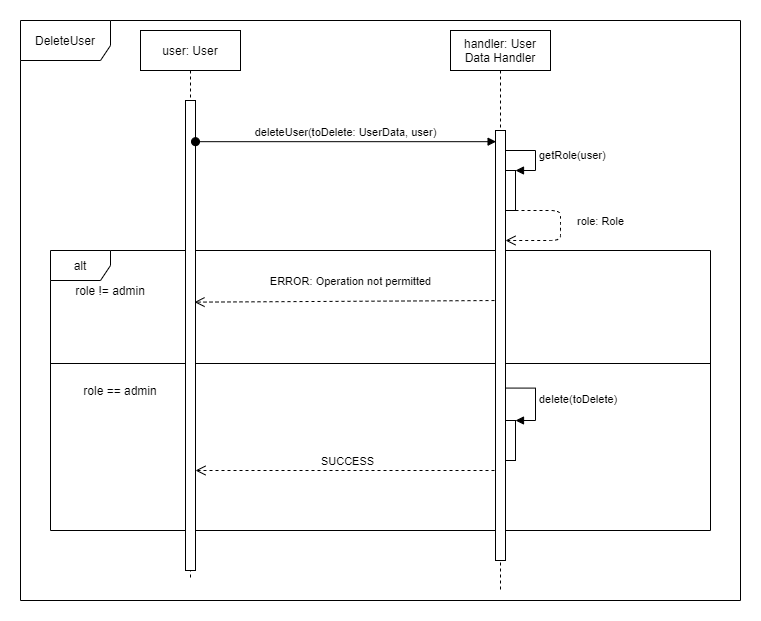 DeleteUser
user: User
handler: User
Data Handler
deleteUser(toDelete: UserData, user)
getRole(user)
role: Role
alt
role != admin
ERROR: Operation not permitted
role == admin
delete(toDelete)
SUCCESS